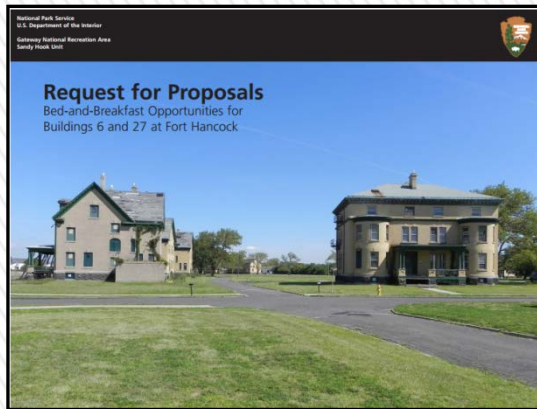 National Park Service
U.S. Department of the Interior
Gateway National Recreation Area
Sandy Hook Unit
Request for Proposals
Bed-and-Breakfast Opportunities for
Buildings 6 and 27 at Fort Hancock